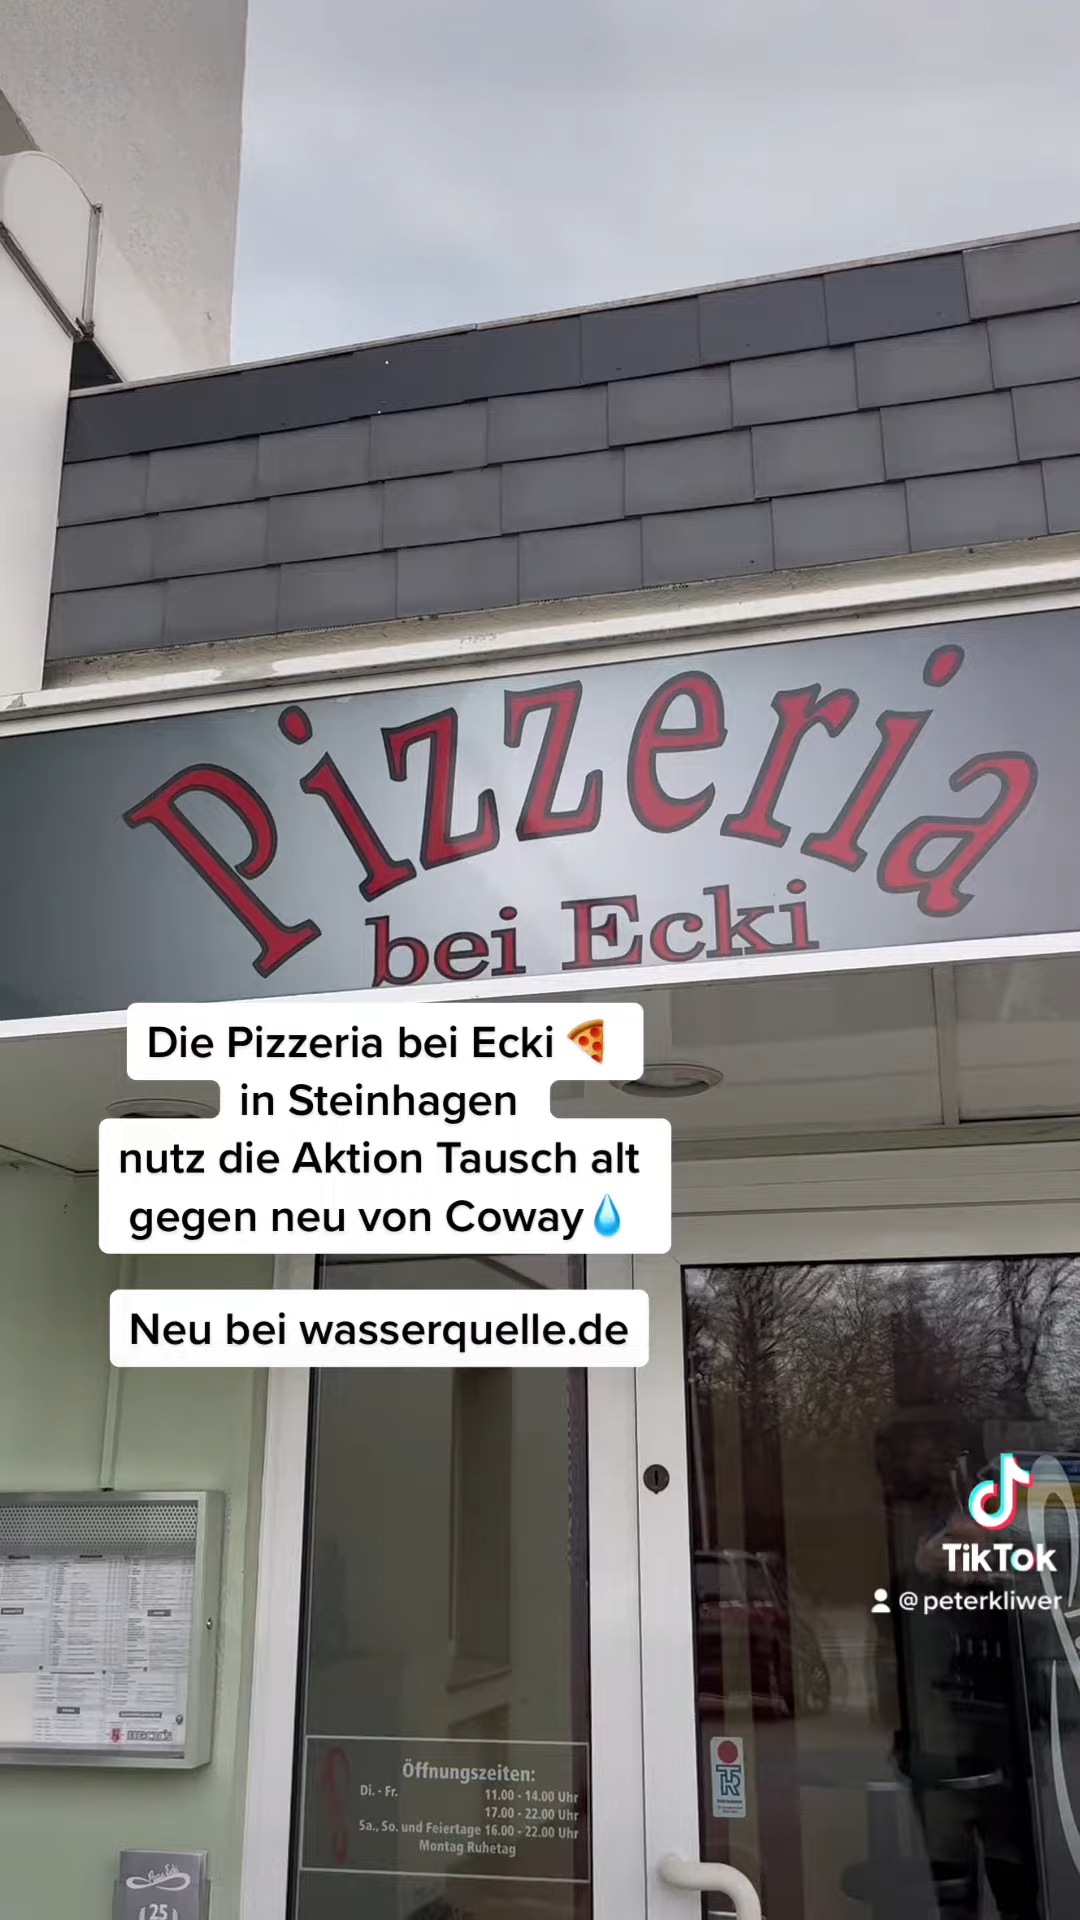 Pizzeria
bei Ecki
Die Pizzeria bei Ecki 🍕
in Steinhagen
nutz die Aktion Tausch alt
gegen neu von Coway💧
Neu bei wasserquelle.de
TikTok
@peterkliwer
Öffnungszeiten:
Di. - Fr. 11.00 - 14.00 Uhr
17.00 - 22.00 Uhr
Sa., So. und Feiertage 16.00 - 22.00 Uhr
Montag Ruhetag
25